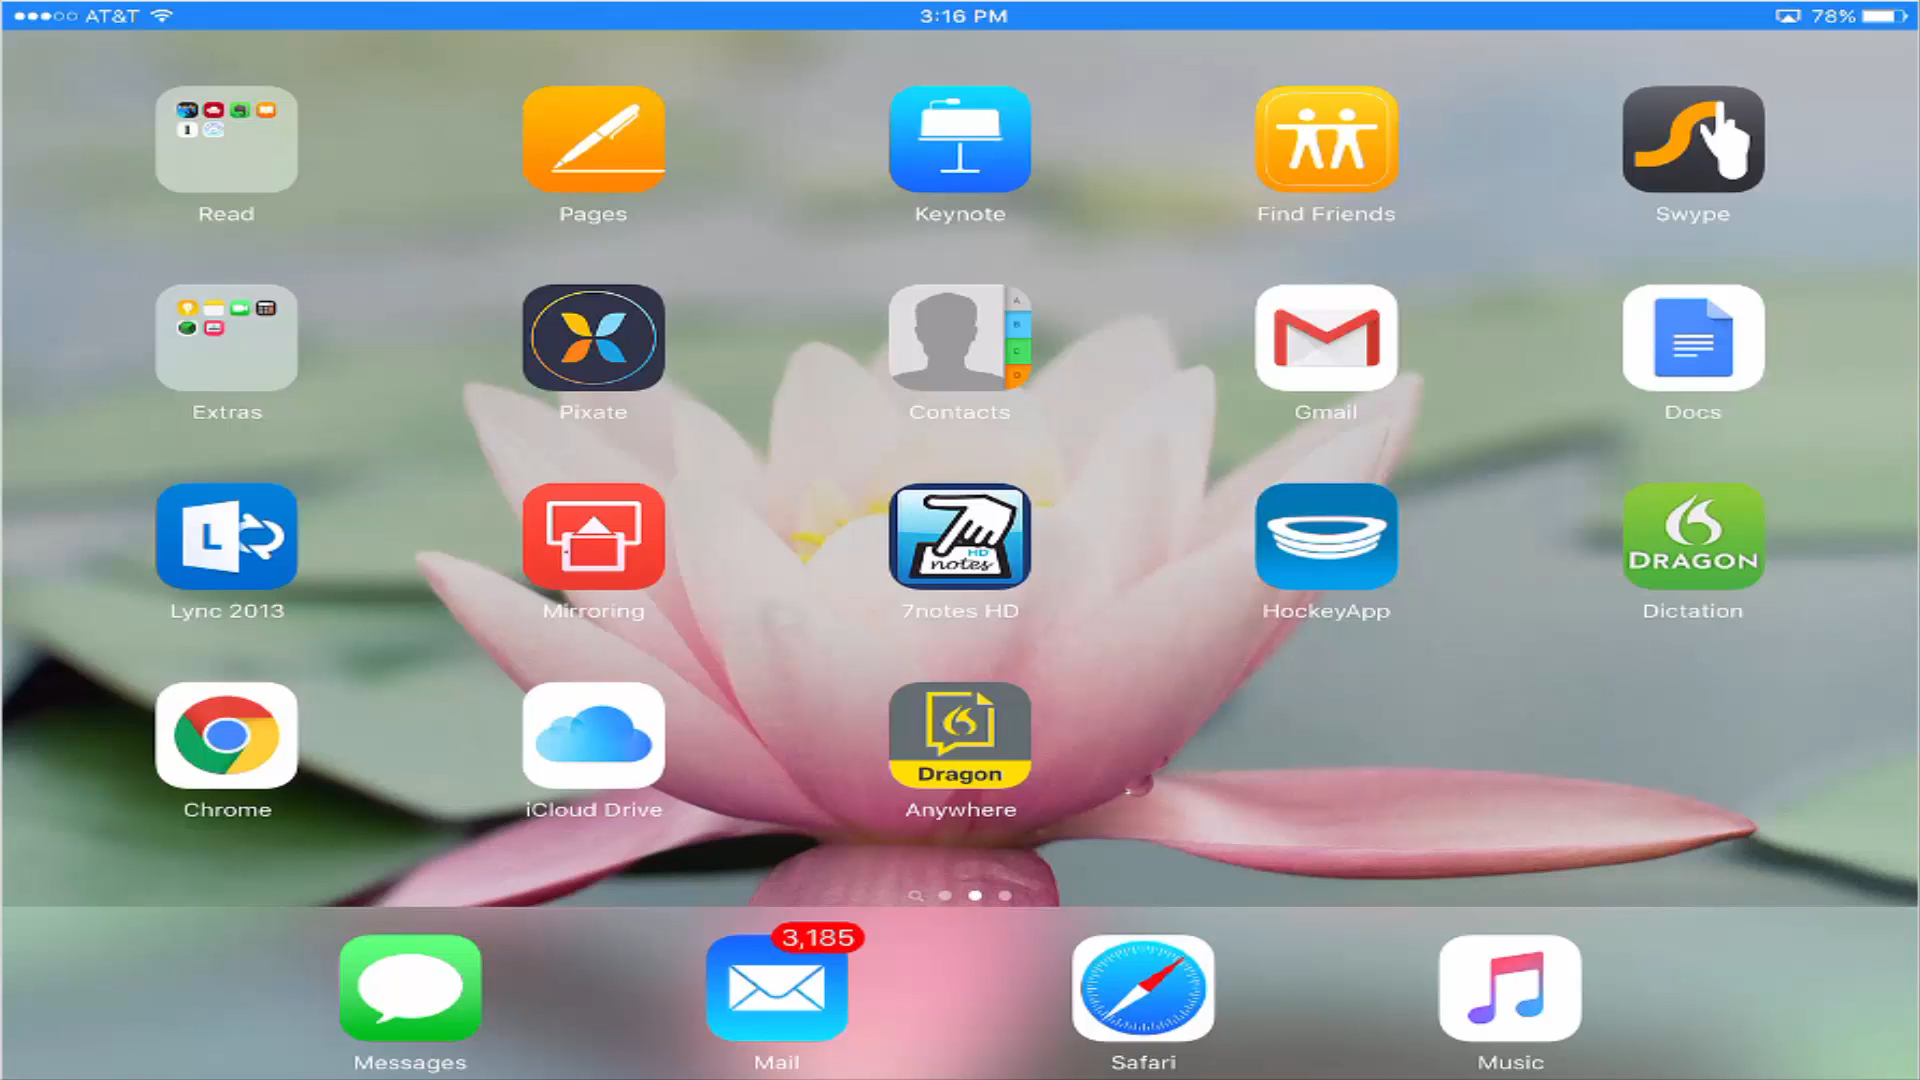 AT&T 3:16 PM 78%
Read Pages Keynote Find Friends Swype
A
B
C
D
Extras Pixate Contacts Gmail Docs
L
HD
notes
DRAGON
Lync 2013 Mirroring 7notes HD HockeyApp Dictation
Dragon
Chrome iCloud Drive Anywhere
3,185
Messages Mail Safari Music